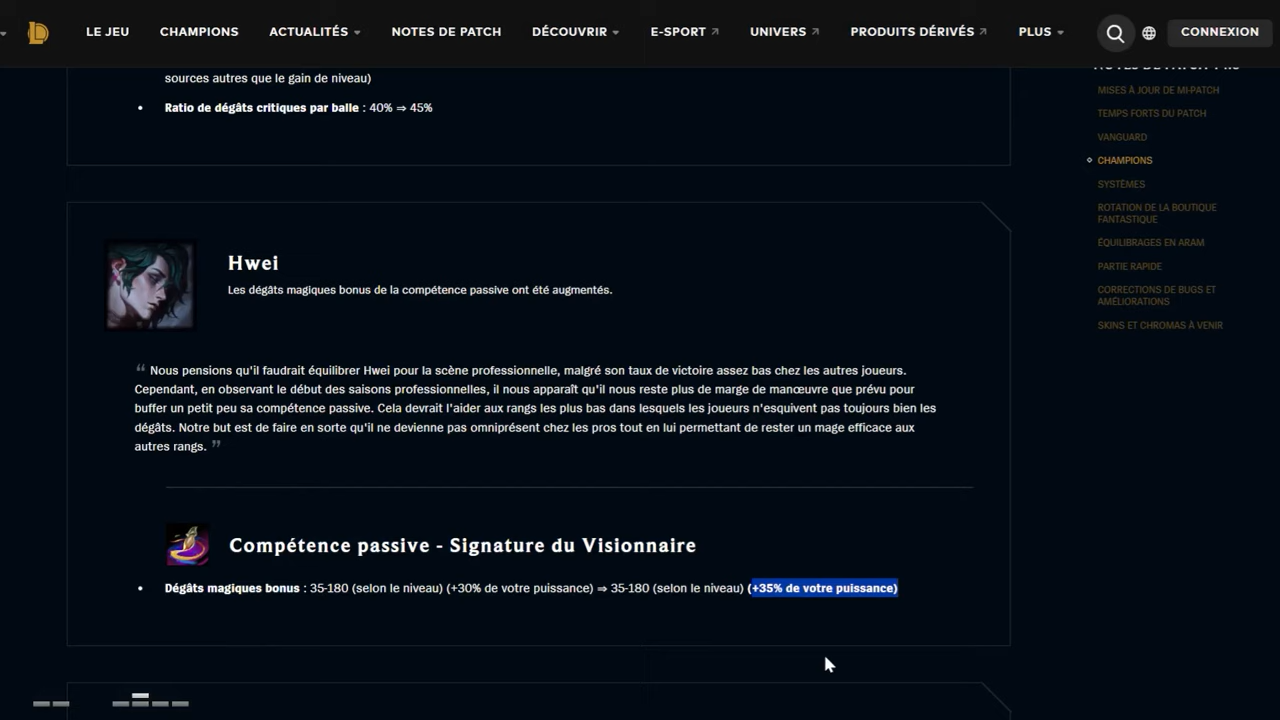 LE JEU CHAMPIONS ACTUALITÉS NOTES DE PATCH DÉCOUVRIR E-SPORT UNIVERS PRODUITS DÉRIVÉS PLUS CONNEXION
sources autres que le gain de niveau)
• Ratio de dégâts critiques par balle : 40% ⇒ 45%
Hwei
Les dégâts magiques bonus de la compétence passive ont été augmentés.
“ Nous pensions qu'il faudrait équilibrer Hwei pour la scène professionnelle, malgré son taux de victoire assez bas chez les autres joueurs.
Cependant, en observant le début des saisons professionnelles, il nous apparaît qu'il nous reste plus de marge de manœuvre que prévu pour
buffer un petit peu sa compétence passive. Cela devrait l'aider aux rangs les plus bas dans lesquels les joueurs n'esquivent pas toujours bien les
dégâts. Notre but est de faire en sorte qu'il ne devienne pas omniprésent chez les pros tout en lui permettant de rester un mage efficace aux
autres rangs. ”
Compétence passive - Signature du Visionnaire
• Dégâts magiques bonus : 35-180 (selon le niveau) (+30% de votre puissance) ⇒ 35-180 (selon le niveau) (+35% de votre puissance)
MISES À JOUR DE MI-PATCH
TEMPS FORTS DU PATCH
VANGUARD
CHAMPIONS
SYSTÈMES
ROTATION DE LA BOUTIQUE
FANTASTIQUE
ÉQUILIBRAGES EN ARAM
PARTIE RAPIDE
CORRECTIONS DE BUGS ET
AMÉLIORATIONS
SKINS ET CHROMAS À VENIR